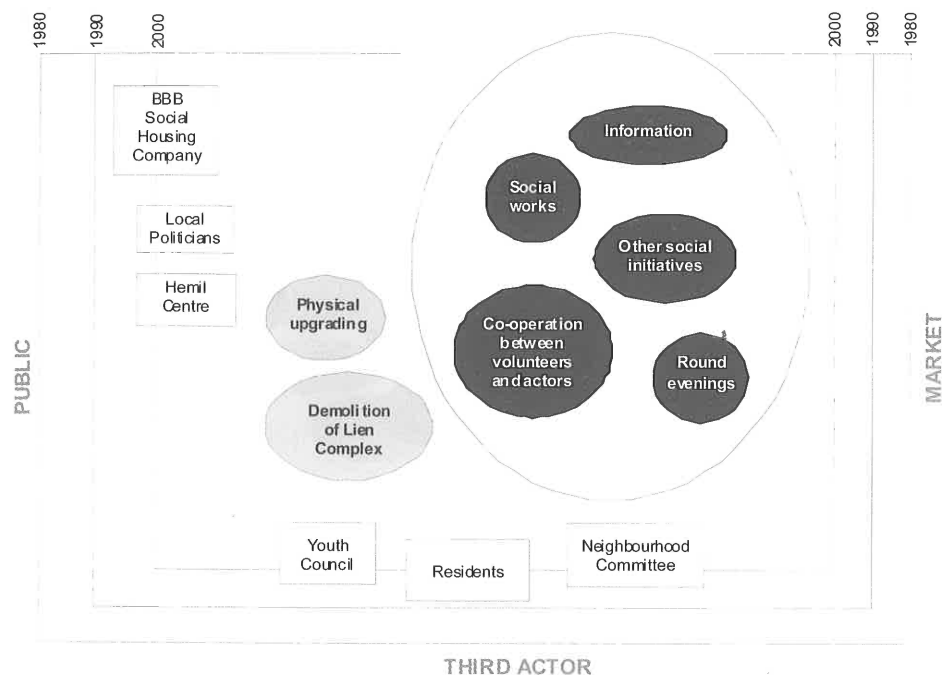 1980
1990
2000
2000
1990
1980
BBB
Social
Housing
Company
Information
Social
works
Local
Politicians
Other social
initiatives
Hemil
Centre
Physical
upgrading
Co-operation
between
volunteers
and actors
Round
evenings
PUBLIC
MARKET
Demolition
of Lien
Complex
Youth
Council
Residents
Neighbourhood
Committee
THIRD ACTOR